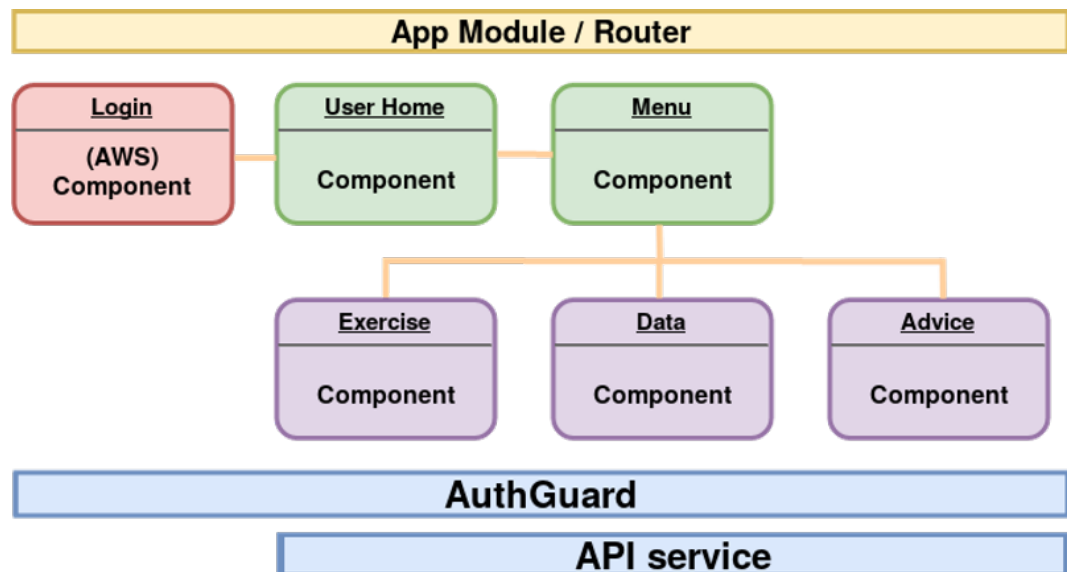 App Module / Router
Login
(AWS)
Component
User Home
Component
Menu
Component
Exercise
Component
Data
Component
Advice
Component
AuthGuard
API service